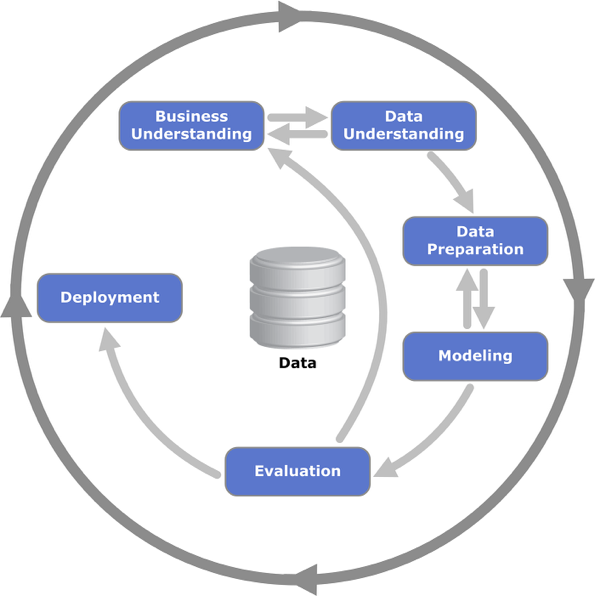 Business
Understanding
Data
Understanding
Data
Preparation
Deployment
Modeling
Data
Evaluation